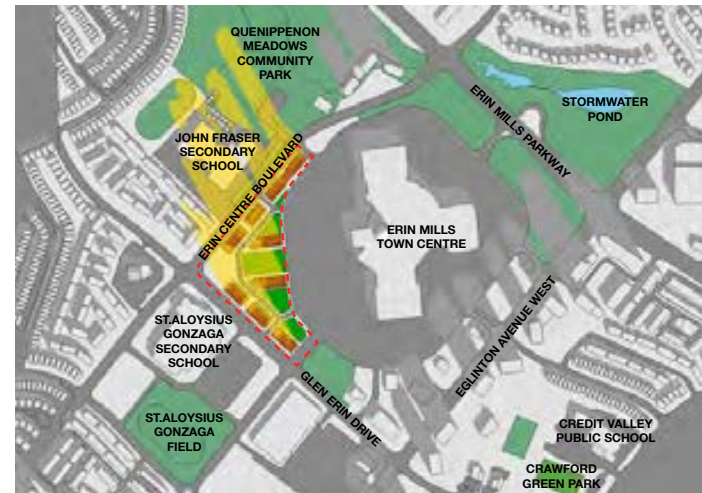 QUENIPPENON
MEADOWS
COMMUNITY
PARK
ERIN MILLS PARKWAY
STORMWATER
POND
JOHN FRASER
SECONDARY
SCHOOL
ERIN CENTRE BOULEVARD
ERIN MILLS
TOWN CENTRE
ST.ALOYSIUS
GONZAGA
SECONDARY
SCHOOL
EGLINTON AVENUE WEST
GLEN ERIN DRIVE
ST.ALOYSIUS
GONZAGA
FIELD
CREDIT VALLEY
PUBLIC SCHOOL
CRAWFORD
GREEN PARK